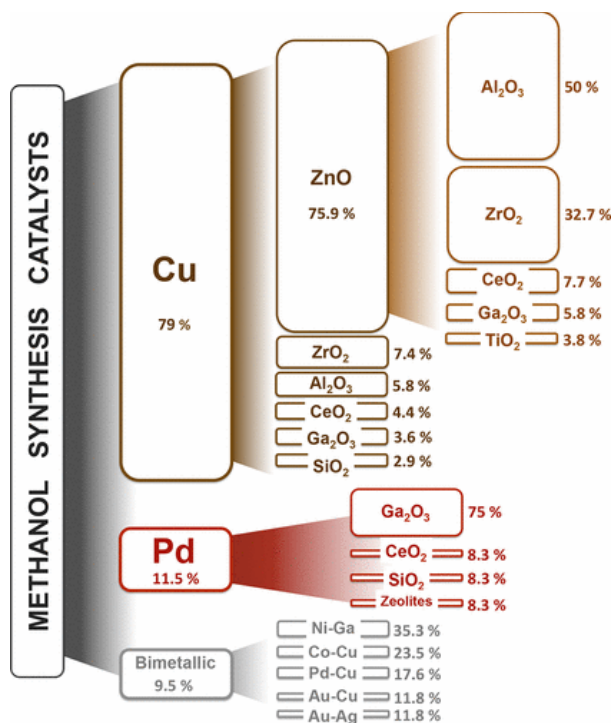 METHANOL SYNTHESIS CATALYSTS
Cu
79 %
ZnO
75.9 %
Al₂O₃ 50 %
ZrO₂ 32.7 %
CeO₂ 7.7 %
Ga₂O₃ 5.8 %
TiO₂ 3.8 %
ZrO₂ 7.4 %
Al₂O₃ 5.8 %
CeO₂ 4.4 %
Ga₂O₃ 3.6 %
SiO₂ 2.9 %
Pd
11.5 %
Ga₂O₃ 75 %
CeO₂ 8.3 %
SiO₂ 8.3 %
Zeolites 8.3 %
Bimetallic
9.5 %
Ni-Ga 35.3 %
Co-Cu 23.5 %
Pd-Cu 17.6 %
Au-Cu 11.8 %
Au-Ag 11.8 %